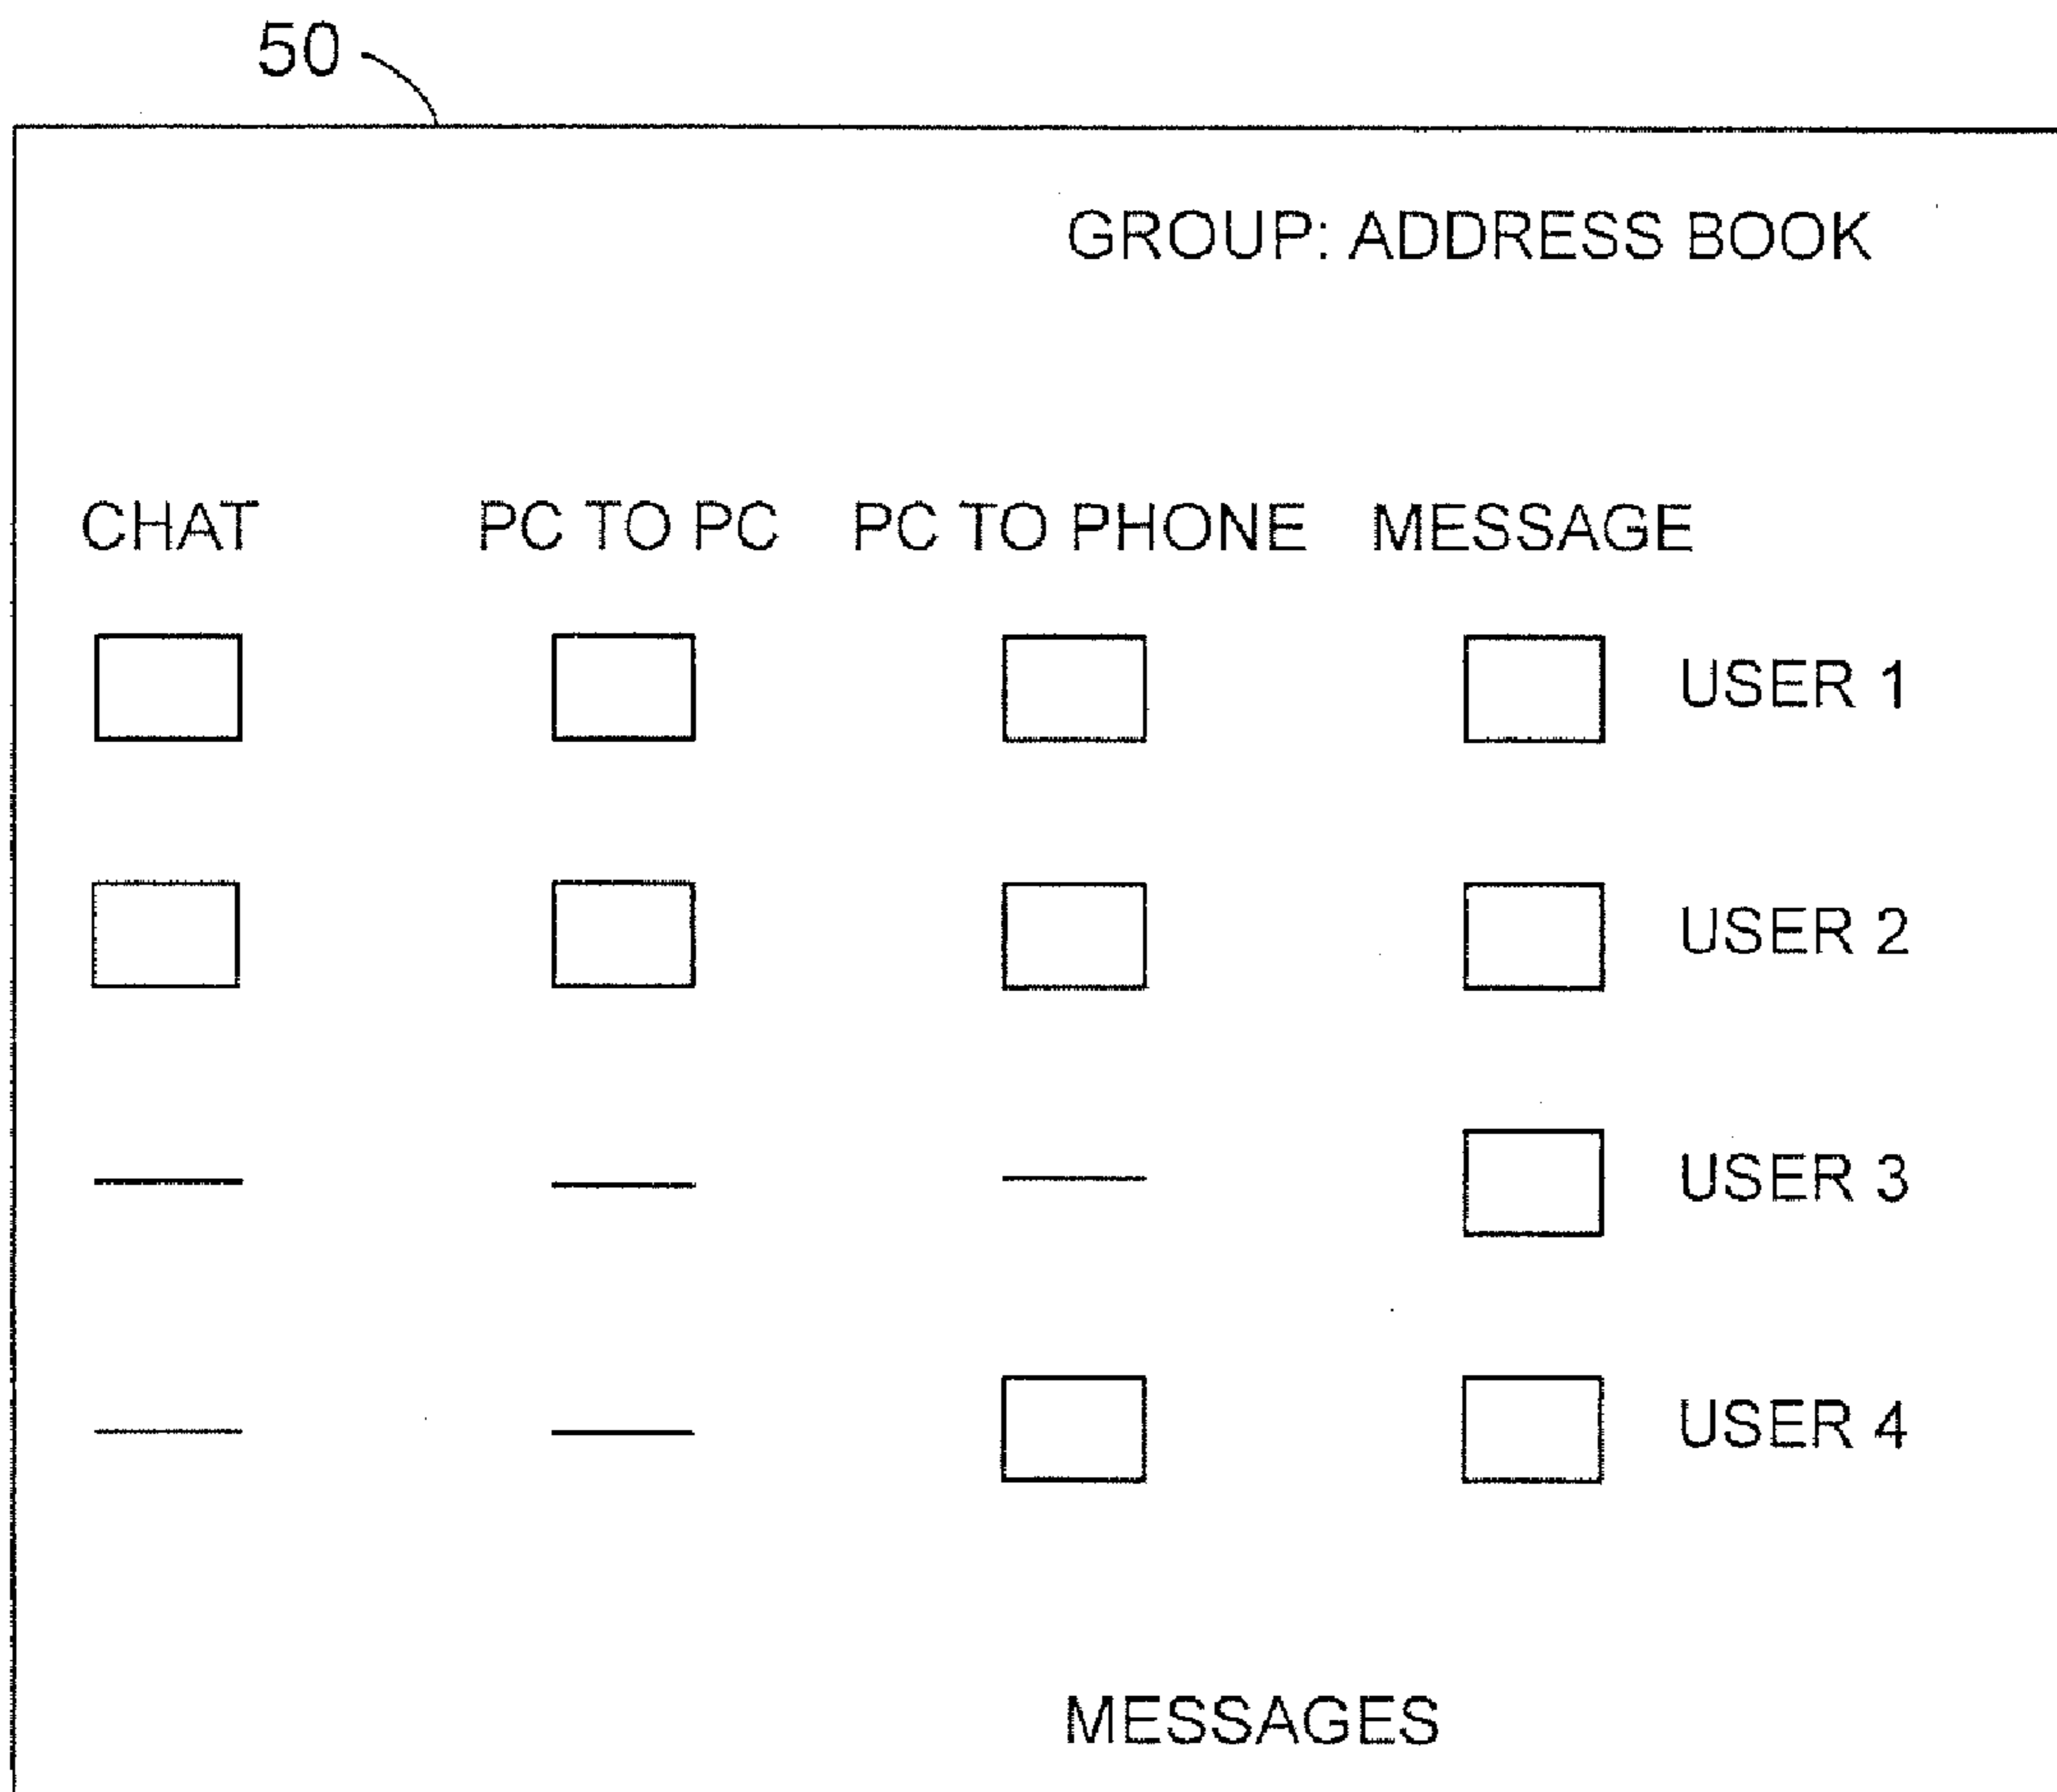 50
GROUP: ADDRESS BOOK
CHAT PC TO PC PC TO PHONE MESSAGE
USER 1
USER 2
USER 3
USER 4
MESSAGES